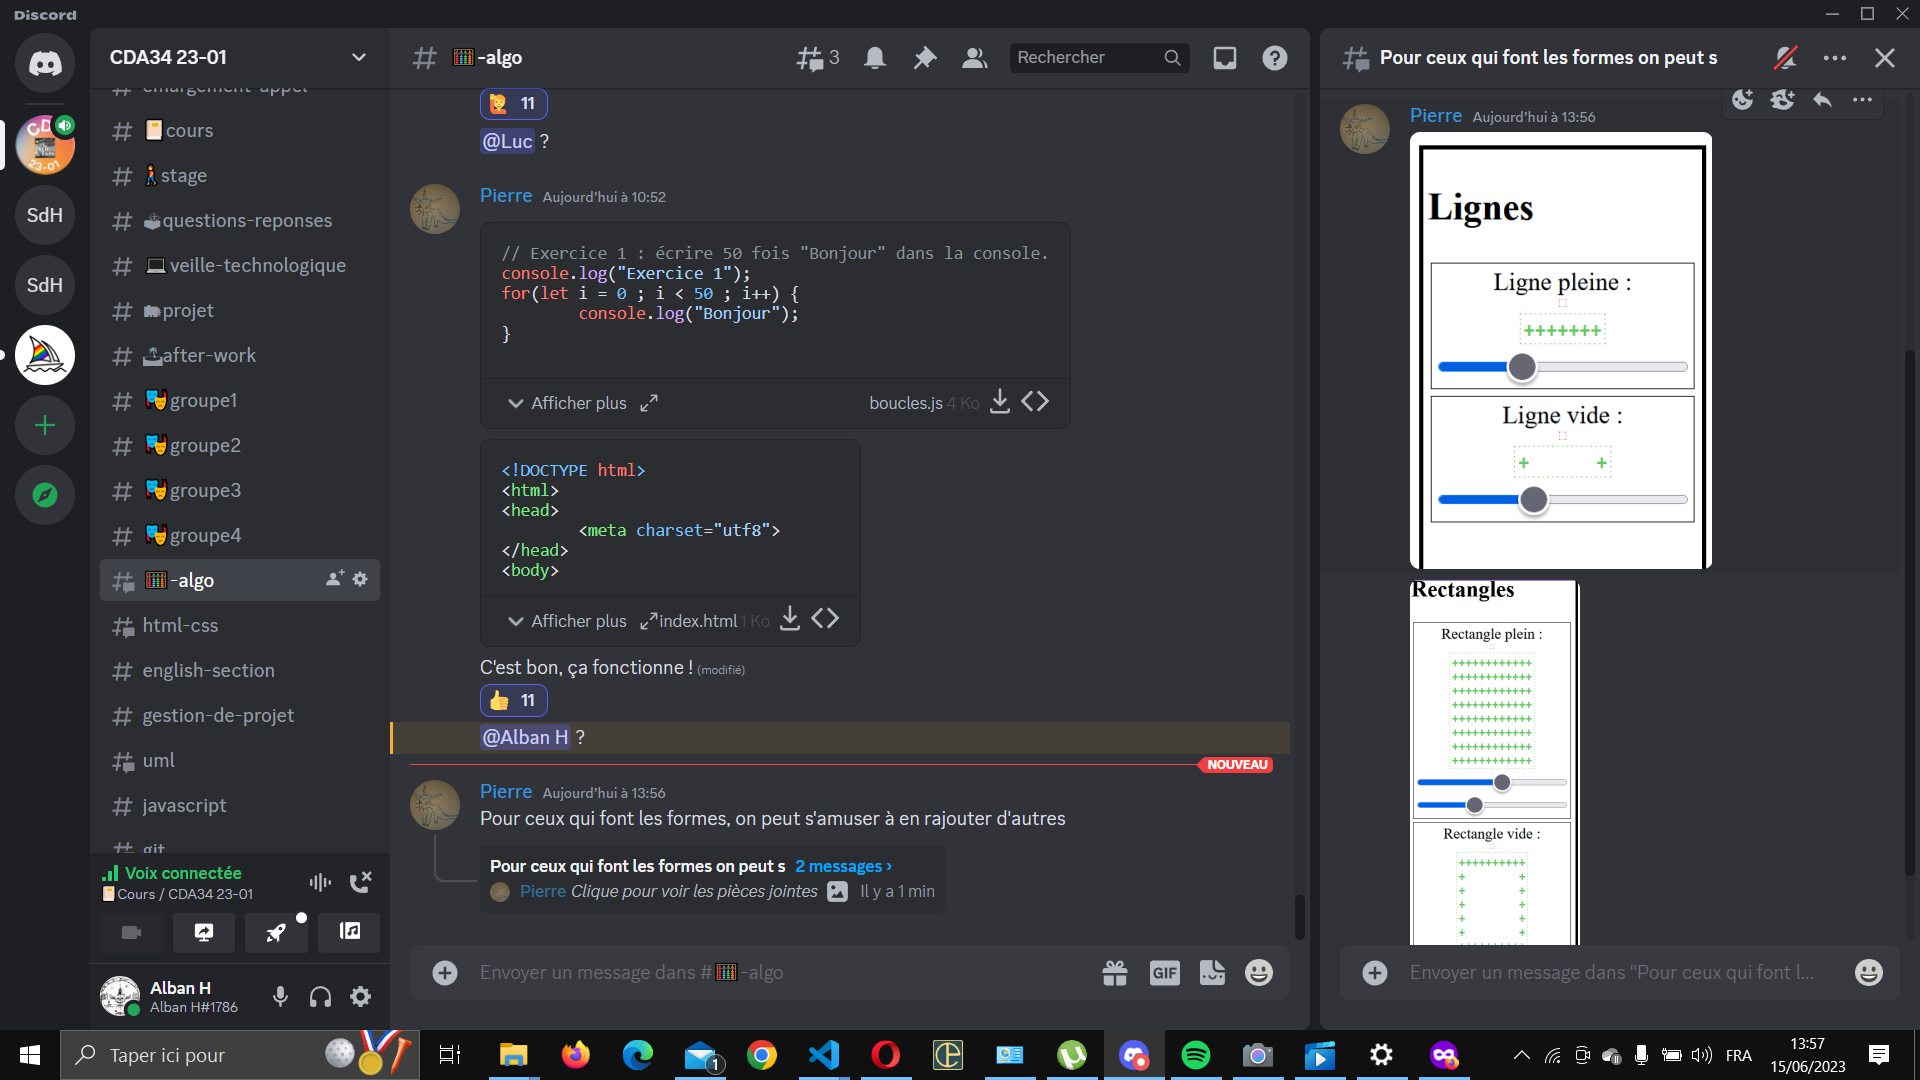 Discord
CDA34 23-01
emargement-appel
cours
stage
questions-reponses
veille-technologique
projet
after-work
groupe1
groupe2
groupe3
groupe4
-algo
html-css
english-section
gestion-de-projet
uml
javascript
git
Voix connectée
Cours / CDA34 23-01
Alban H
Alban H#1786
SdH
SdH
-algo
3
Rechercher
11
@Luc ?
Pierre Aujourd'hui à 10:52
// Exercice 1 : écrire 50 fois "Bonjour" dans la console.
console.log("Exercice 1");
for(let i = 0 ; i < 50 ; i++) {
console.log("Bonjour");
}
Afficher plus boucles.js 4 Ko
<!DOCTYPE html>
<html>
<head>
<meta charset="utf8">
</head>
<body>
Afficher plus index.html 1 Ko
C'est bon, ça fonctionne ! (modifié)
11
@Alban H ?
NOUVEAU
Pierre Aujourd'hui à 13:56
Pour ceux qui font les formes, on peut s'amuser à en rajouter d'autres
Pour ceux qui font les formes on peut s 2 messages ›
Pierre Clique pour voir les pièces jointes Il y a 1 min
Envoyer un message dans # -algo
GIF
Pour ceux qui font les formes on peut s
Pierre Aujourd'hui à 13:56
Lignes
Ligne pleine :
+++++++
Ligne vide :
+ +
Rectangles
Rectangle plein :
++++++++++++
++++++++++++
++++++++++++
++++++++++++
++++++++++++
++++++++++++
++++++++++++
++++++++++++
Rectangle vide :
++++++++++
+ +
+ +
+ +
+ +
+ +
Envoyer un message dans "Pour ceux qui font l...
Taper ici pour
1
FRA
13:57
15/06/2023